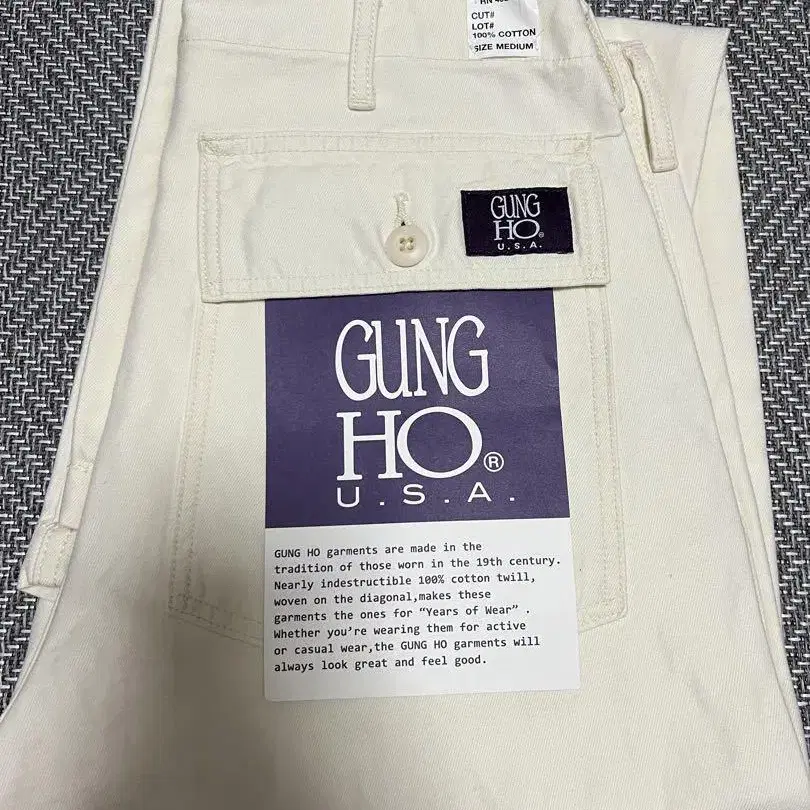 CUT#
LOT#
100% COTTON
SIZE MEDIUM
GUNG
HO®
U.S.A.
GUNG
HO®
U.S.A.
GUNG HO garments are made in the
tradition of those worn in the 19th century.
Nearly indestructible 100% cotton twill,
woven on the diagonal,makes these
garments the ones for “Years of Wear” .
Whether you’re wearing them for active
or casual wear,the GUNG HO garments will
always look great and feel good.